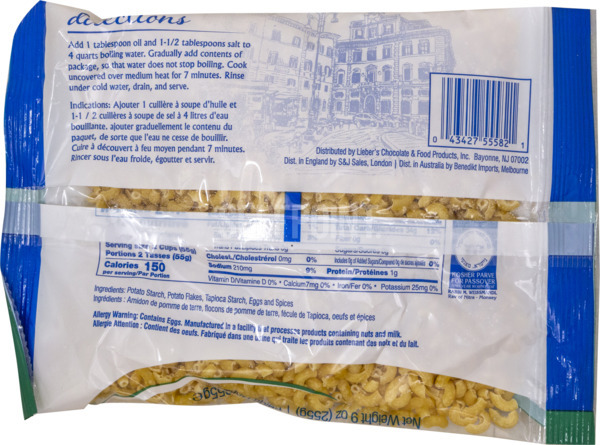 directions
Add 1 tablespoon oil and 1-1/2 tablespoons salt to
4 quarts boiling water. Gradually add contents of
package, so that water does not stop boiling. Cook
uncovered over medium heat for 7 minutes. Rinse
under cold water, drain, and serve.
Indications: Ajouter 1 cuillère à soupe d'huile et
1-1 / 2 cuillères à soupe de sel à 4 litres d'eau
bouillante. ajouter graduellement le contenu du
paquet, de sorte que l'eau ne cesse de bouillir.
Cuire à découvert à feu moyen pendant 7 minutes.
Rincer sous l'eau froide, égoutter et servir.
0 43427 55582 1
Distributed by Lieber's Chocolate & Food Products, Inc. Bayonne, NJ 07002
Dist. in England by S&J Sales, London | Dist. in Australia by Benedikt Imports, Melbourne
Serving Cups (55g)
Portions 2 Tasses (55g)
Calories 150
per serving/Par Portion
Cholest./Cholestérol 0mg 0%
Sodium 210mg 9%
Includes 0g of Added Sugars 0%
Protein/Protéines 1g
Vitamin D/Vitamine D 0% • Calcium 7mg 0% • Iron/Fer 0% • Potassium 25mg 0%
KOSHER PARVE
FOR PASSOVER
Ingredients: Potato Starch, Potato Flakes, Tapioca Starch, Eggs and Spices
Ingrédients: Amidon de pomme de terre, flocons de pomme de terre, fécule de Tapioca, oeufs et épices
Allergy Warning: Contains Eggs. Manufactured in a facility that processes products containing nuts and milk.
Allergie Attention : Contient des oeufs. Fabriqué dans une usine qui traite les produits contenant des noix et du lait.
Net Weight 9 oz (255g)